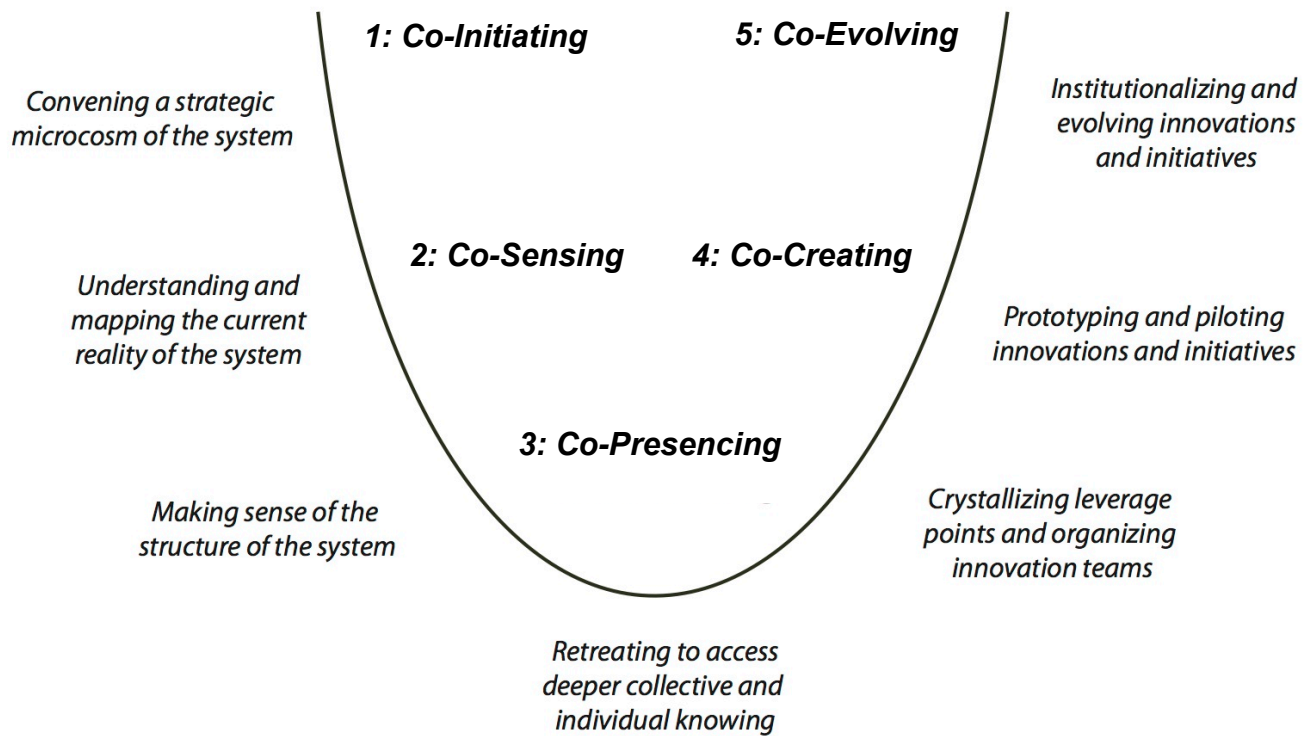 1: Co-Initiating
5: Co-Evolving
Convening a strategic
microcosm of the system
Institutionalizing and
evolving innovations
and initiatives
2: Co-Sensing
4: Co-Creating
Understanding and
mapping the current
reality of the system
Prototyping and piloting
innovations and initiatives
3: Co-Presencing
Making sense of the
structure of the system
Crystallizing leverage
points and organizing
innovation teams
Retreating to access
deeper collective and
individual knowing